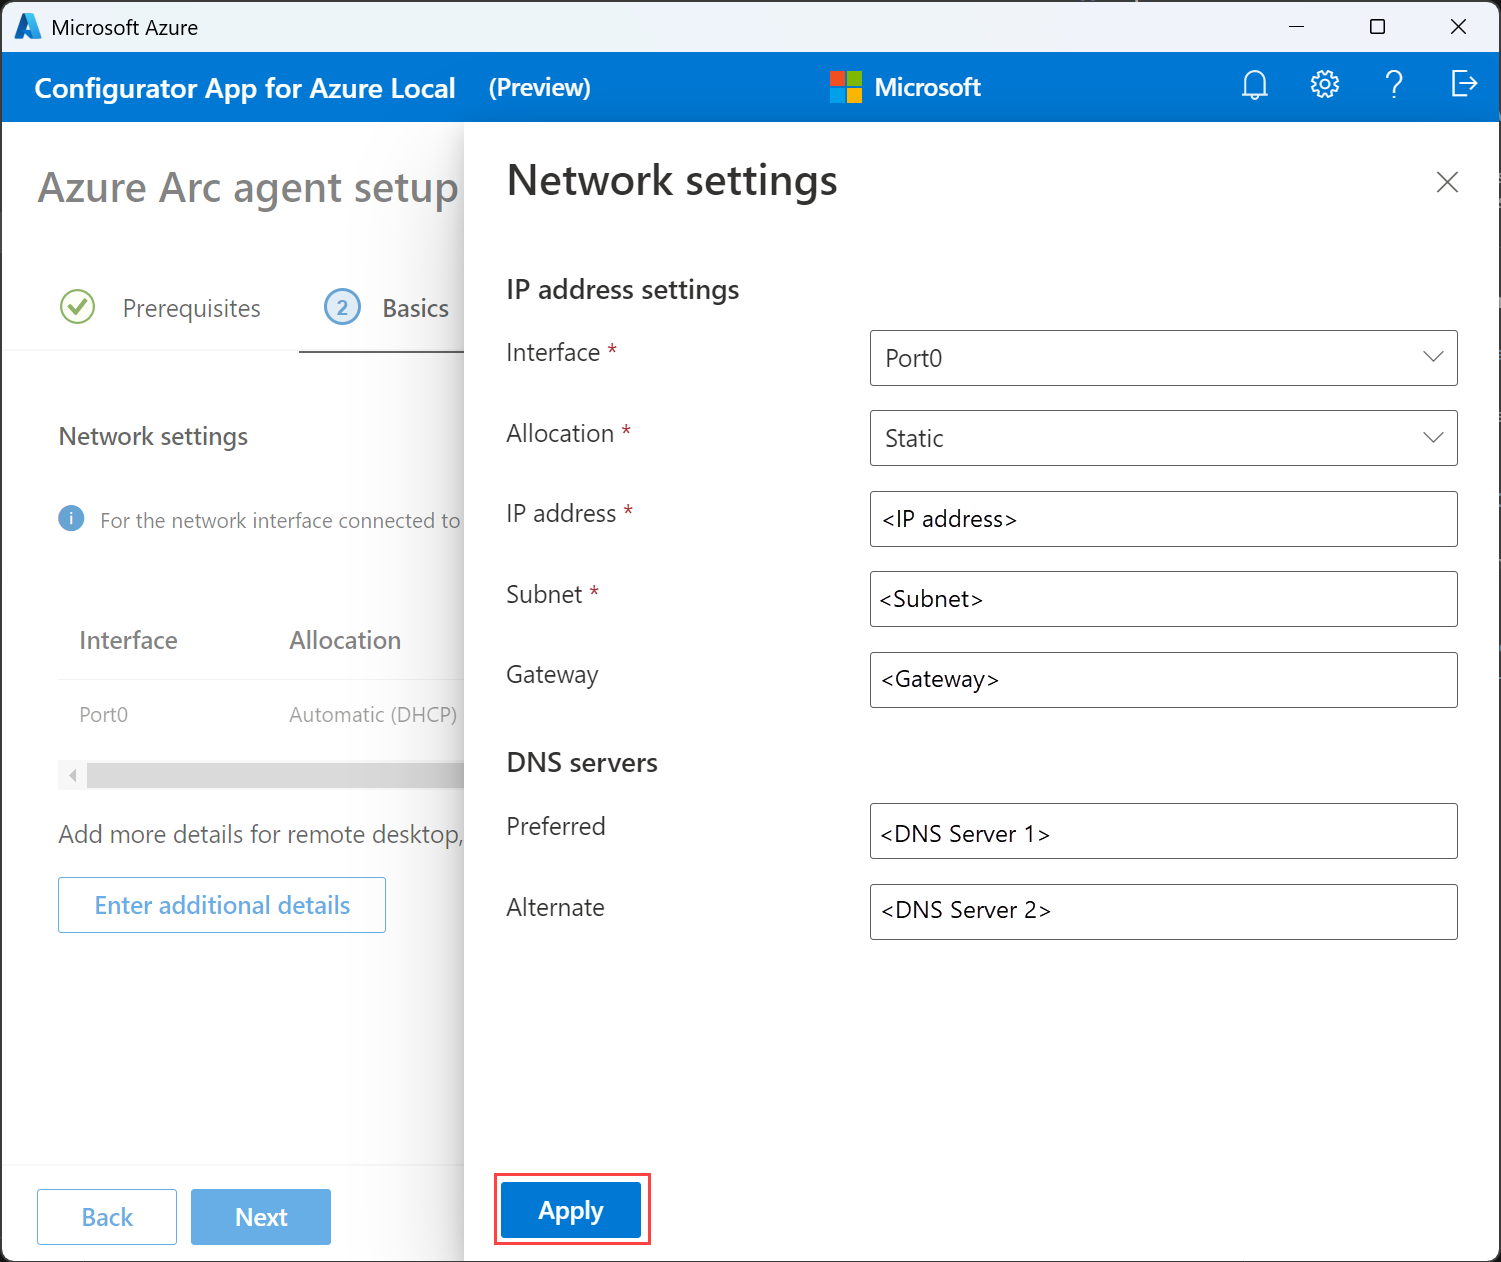 Microsoft Azure
Configurator App for Azure Local (Preview)
Microsoft
?
Azure Arc agent setup
Prerequisites
2 Basics
Network settings
i For the network interface connected to
Interface Allocation
Port0 Automatic (DHCP)
Add more details for remote desktop,
Enter additional details
Back
Next
Network settings
IP address settings
Interface * Port0
Allocation * Static
IP address * <IP address>
Subnet * <Subnet>
Gateway <Gateway>
DNS servers
Preferred <DNS Server 1>
Alternate <DNS Server 2>
Apply